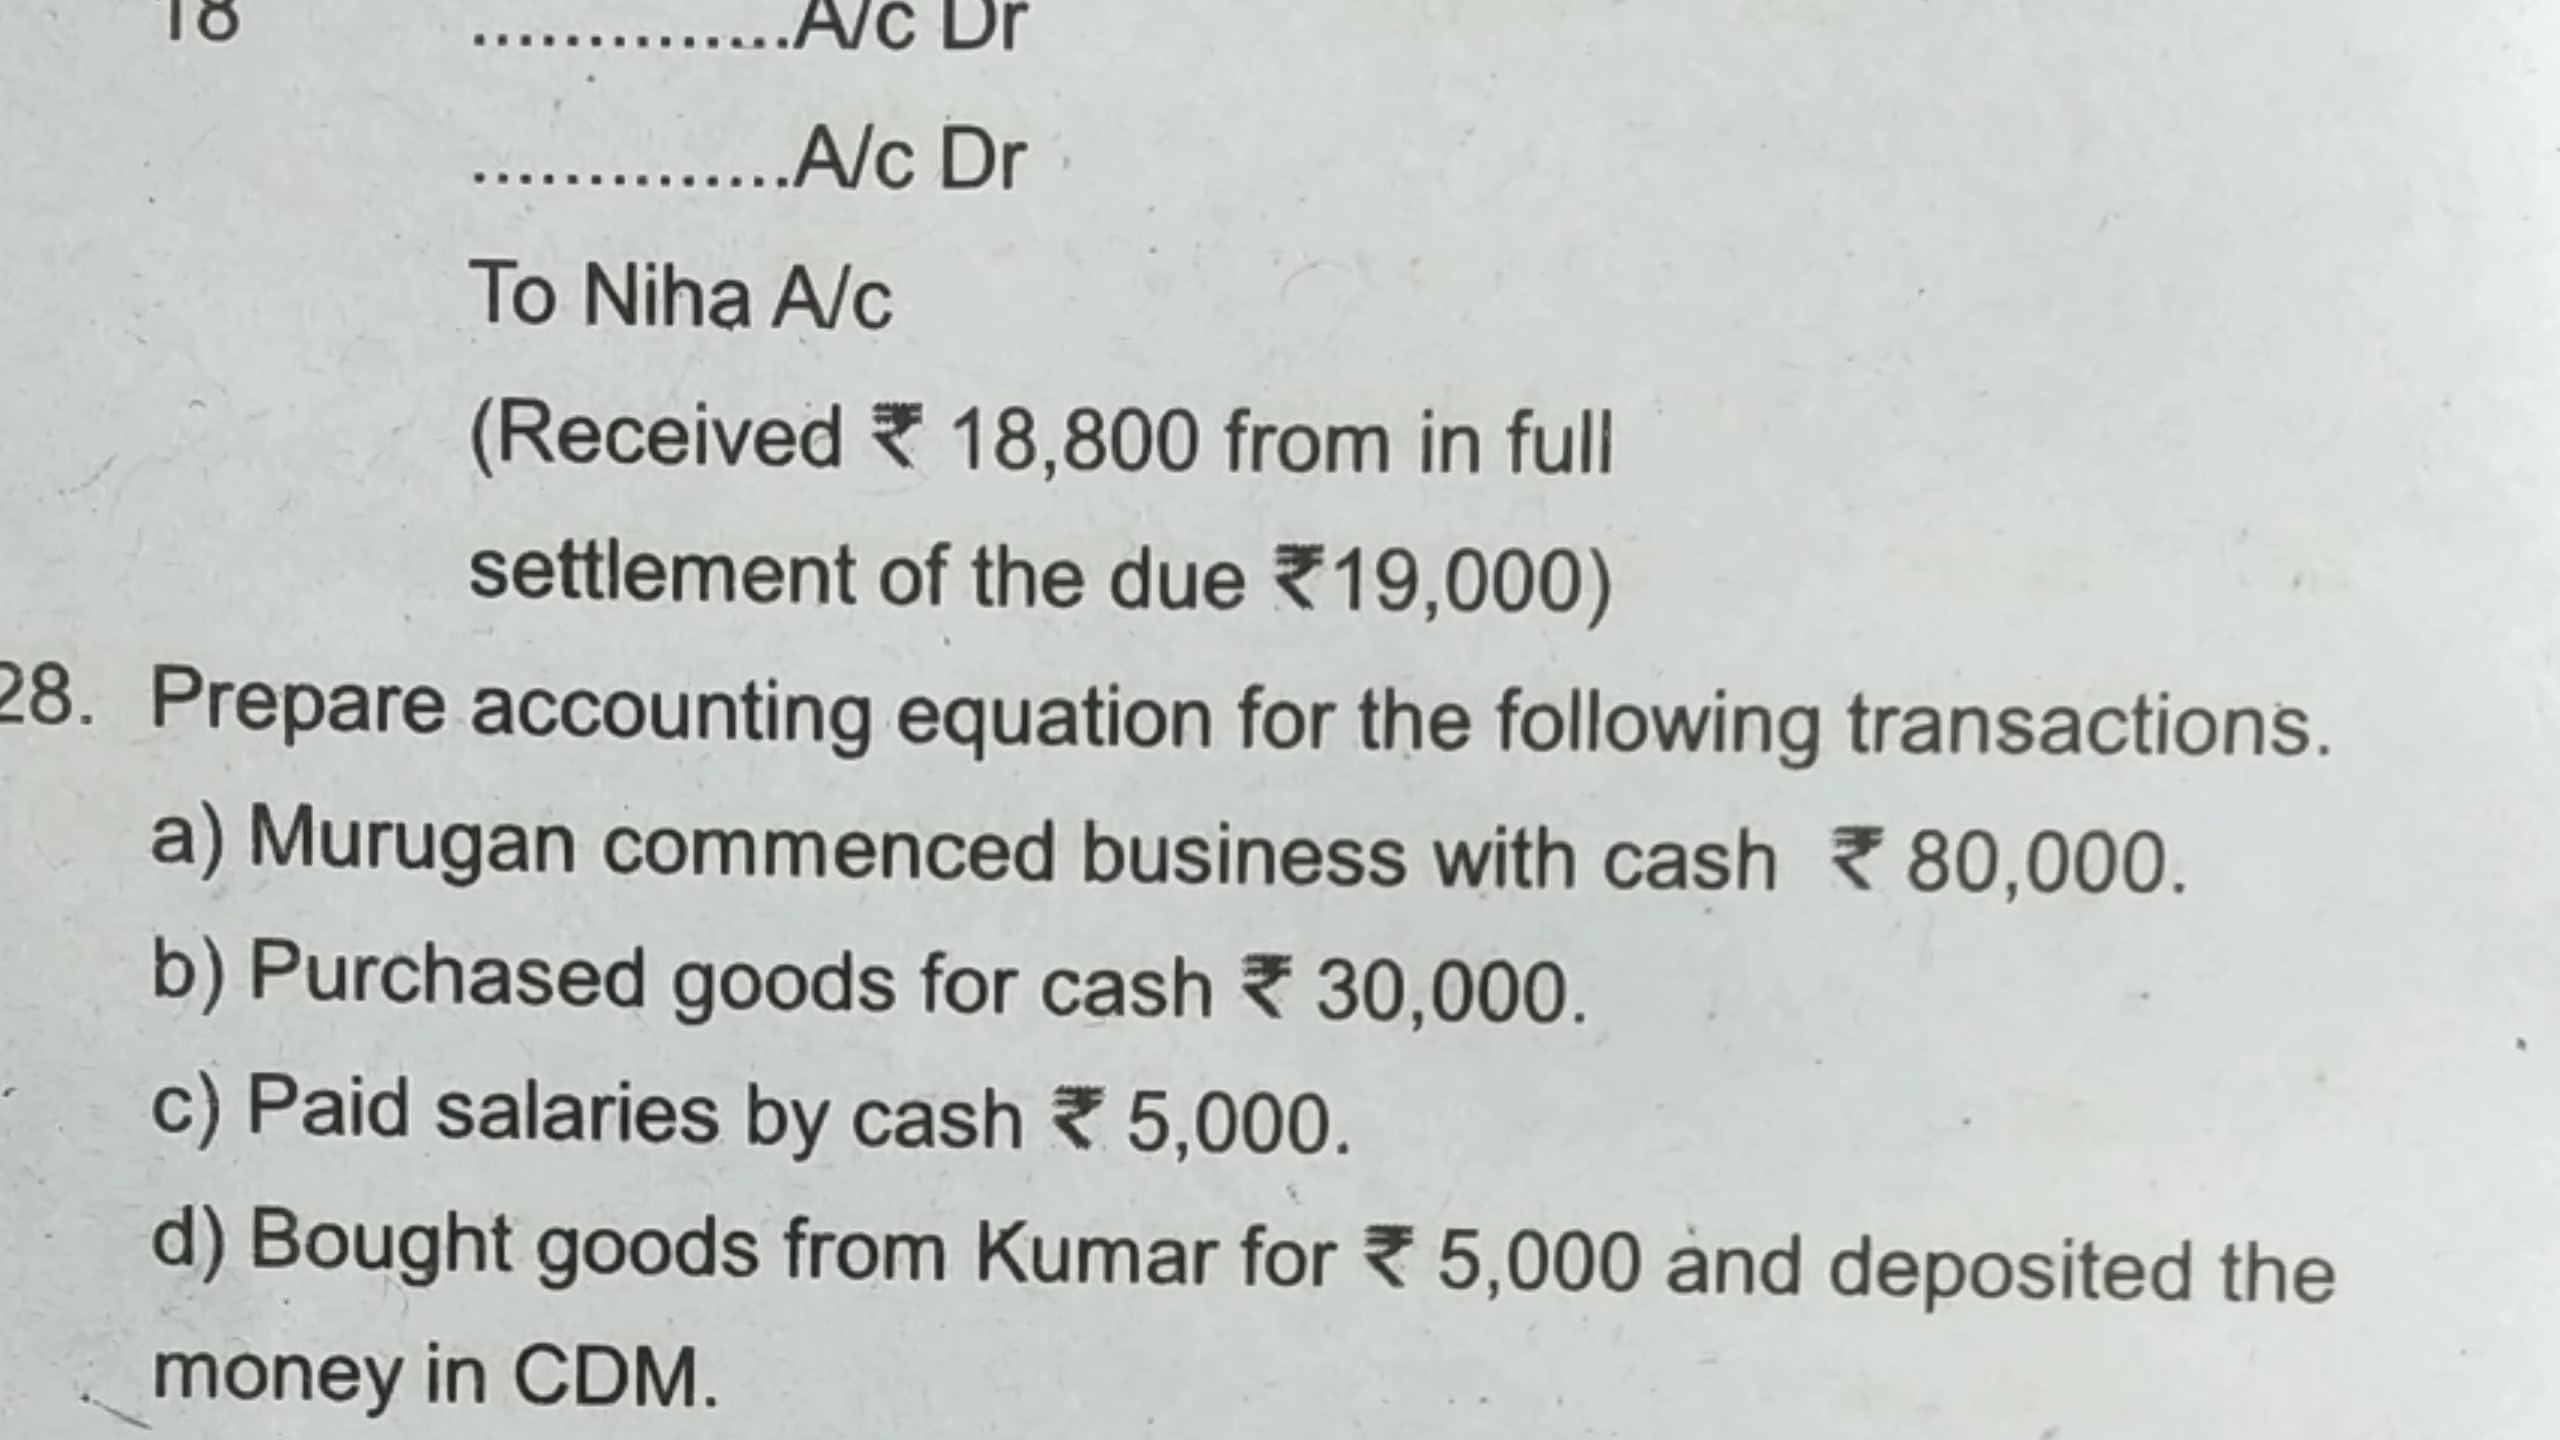 18 ..............A/c Dr
..............A/c Dr
To Niha A/c
(Received ₹ 18,800 from in full
settlement of the due ₹19,000)
28. Prepare accounting equation for the following transactions.
a) Murugan commenced business with cash ₹ 80,000.
b) Purchased goods for cash ₹ 30,000.
c) Paid salaries by cash ₹ 5,000.
d) Bought goods from Kumar for ₹ 5,000 and deposited the
money in CDM.